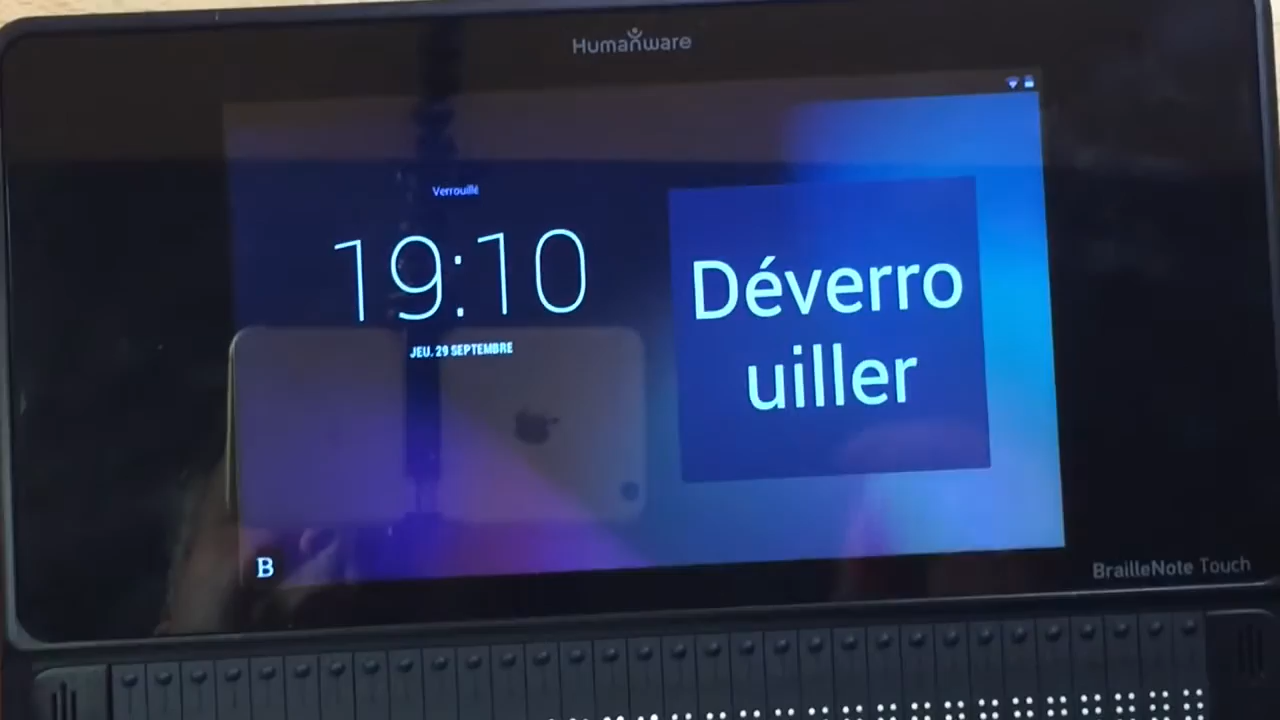 Humanware
Verrouillé
19:10
JEU. 29 SEPTEMBRE
Déverro
uiller
B
BrailleNote Touch